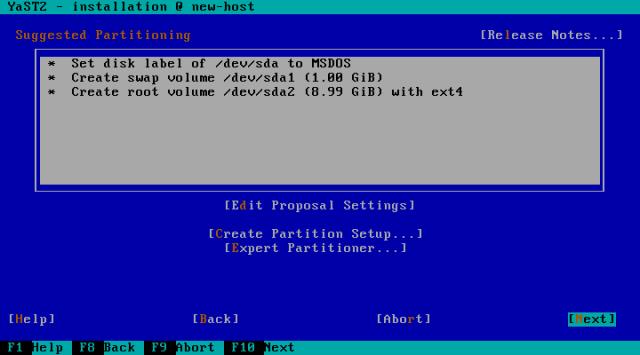 YaST2 - installation @ new-host
Suggested Partitioning [Release Notes...]
* Set disk label of /dev/sda to MSDOS
* Create swap volume /dev/sda1 (1.00 GiB)
* Create root volume /dev/sda2 (8.99 GiB) with ext4
[Edit Proposal Settings]
[Create Partition Setup...]
[Expert Partitioner...]
[Help] [Back] [Abort] [Next]
F1 Help F8 Back F9 Abort F10 Next